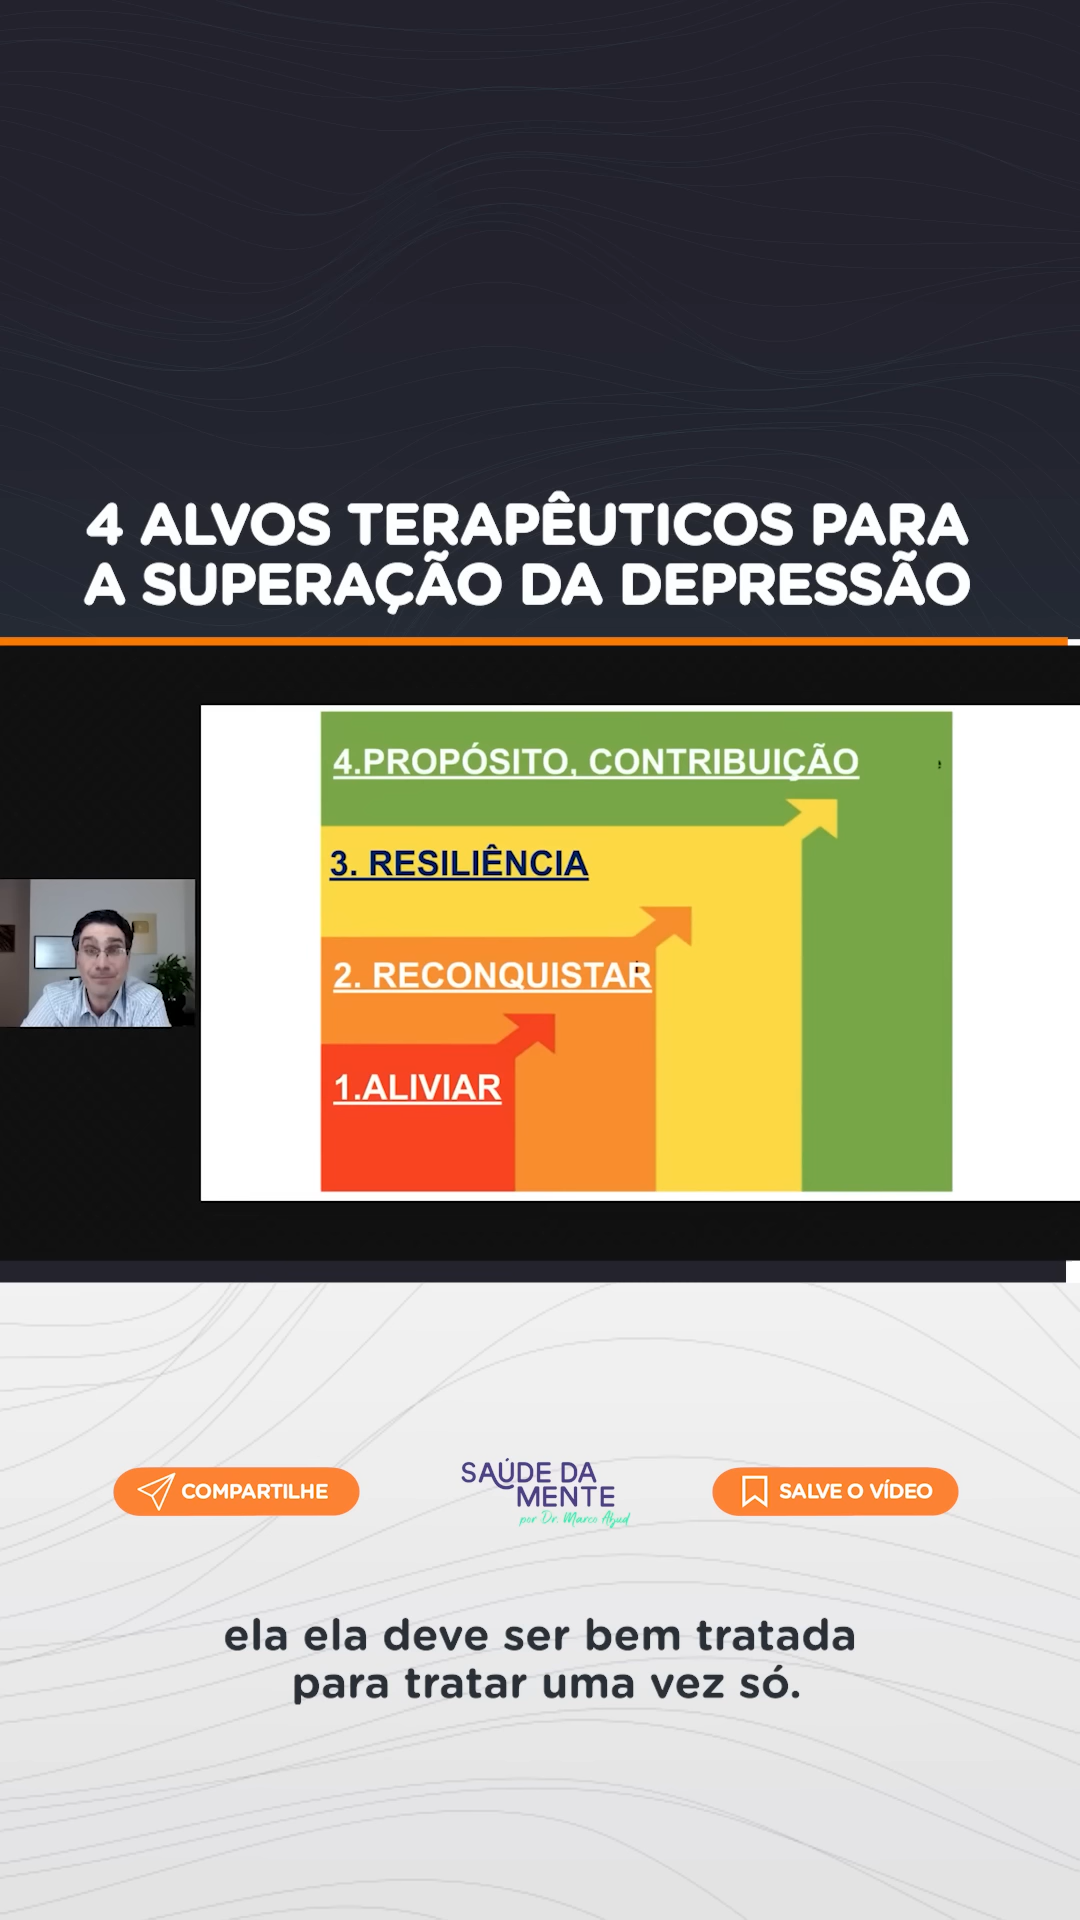 4 ALVOS TERAPÊUTICOS PARA
A SUPERAÇÃO DA DEPRESSÃO
4.PROPÓSITO, CONTRIBUIÇÃO
3. RESILIÊNCIA
2. RECONQUISTAR
1.ALIVIAR
COMPARTILHE
SAÚDE DA
MENTE
por Dr. Marco Abud
SALVE O VÍDEO
ela ela deve ser bem tratada
para tratar uma vez só.